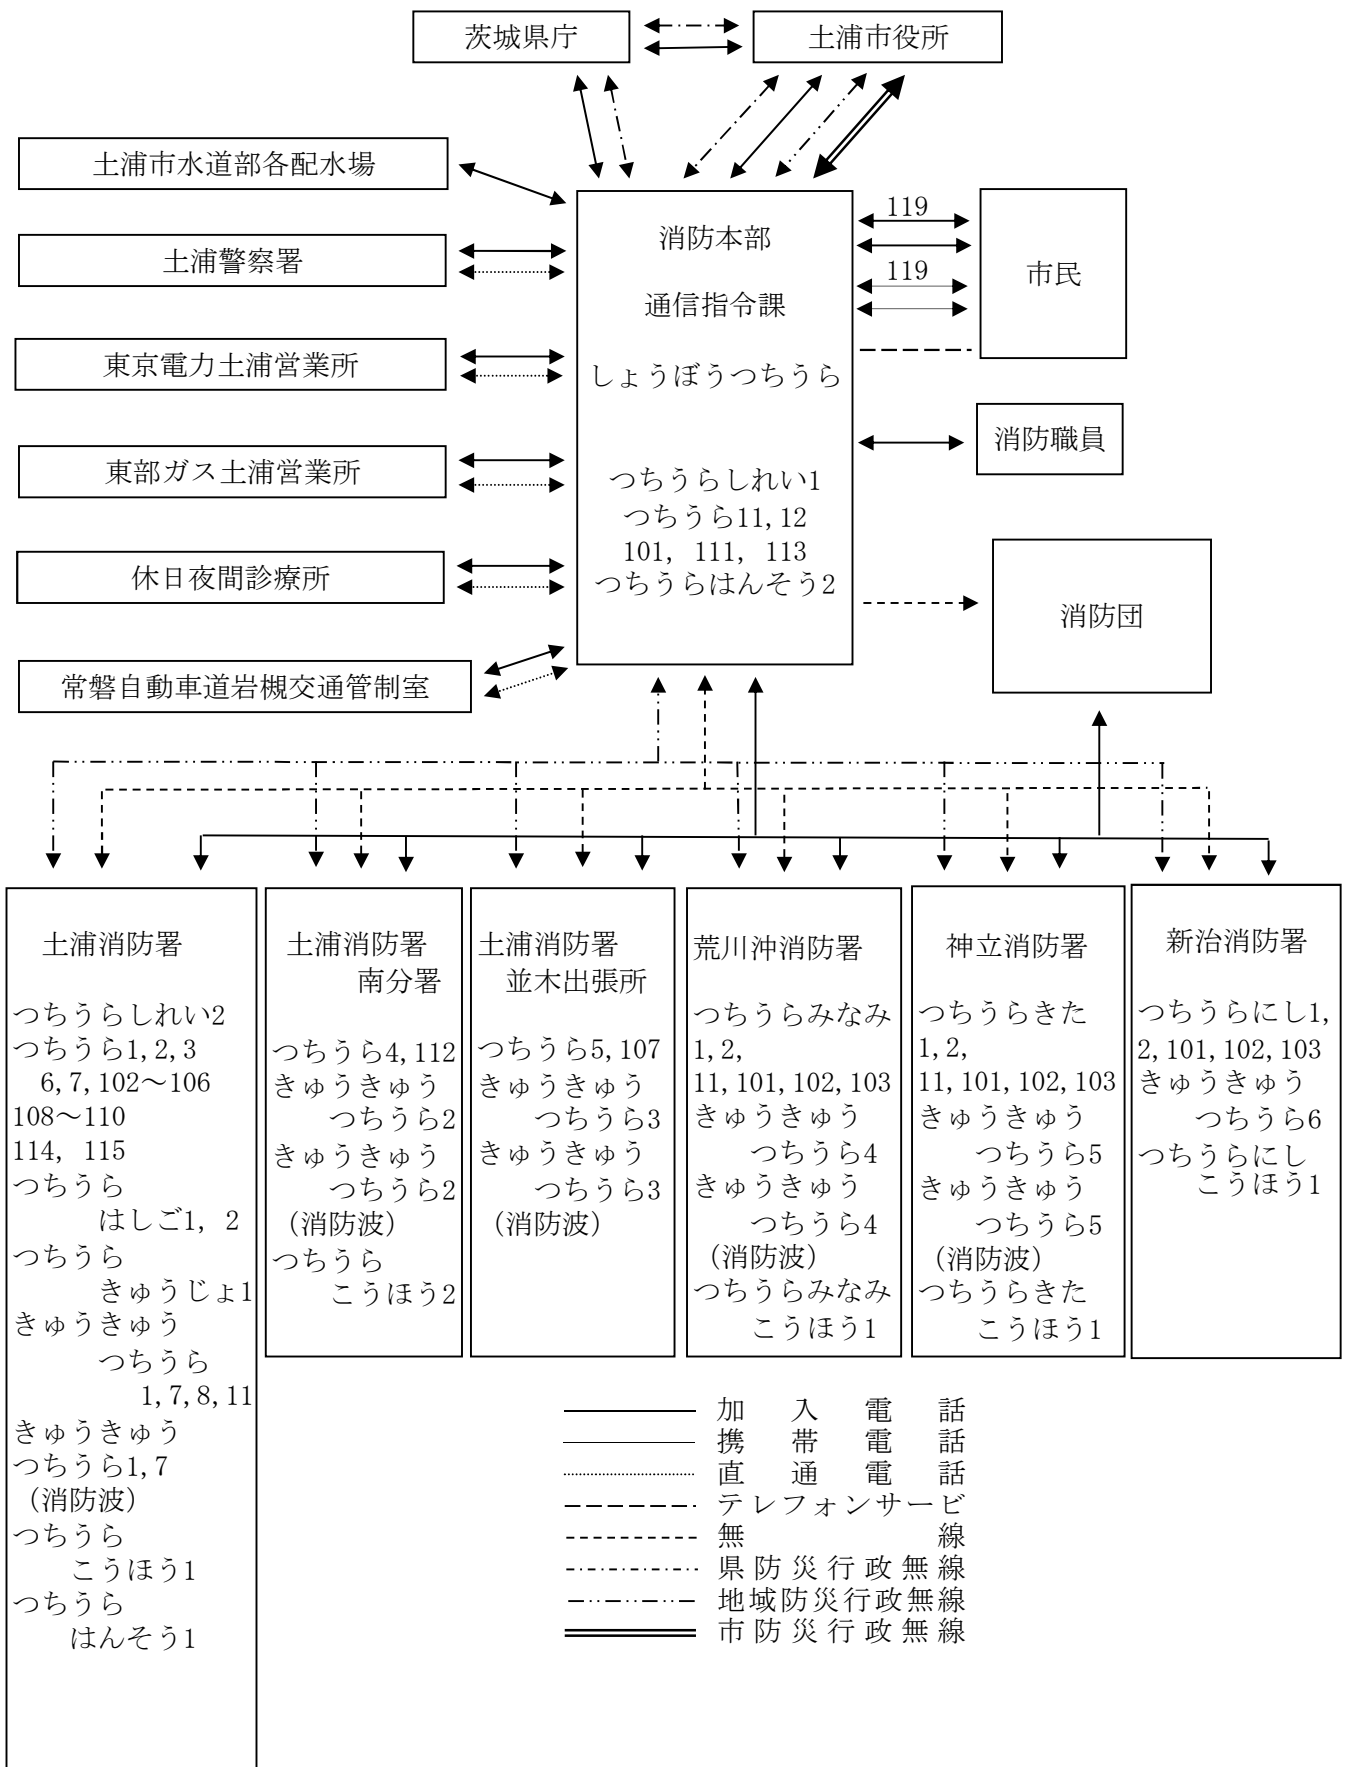 茨城県庁
土浦市役所
土浦市水道部各配水場
土浦警察署
東京電力土浦営業所
東部ガス土浦営業所
休日夜間診療所
常磐自動車道岩槻交通管制室
消防本部
通信指令課
しょうぼうつちうら
つちうらしれい1
つちうら11,12
101, 111, 113
つちうらはんそう2
119
119
市民
消防職員
消防団
土浦消防署
つちうらしれい2
つちうら1,2,3
6,7,102～106
108～110
114, 115
つちうら
はしご1, 2
つちうら
きゅうじょ1
きゅうきゅう
つちうら
1,7,8,11
きゅうきゅう
つちうら1,7
(消防波)
つちうら
こうほう1
つちうら
はんそう1
土浦消防署
南分署
つちうら4,112
きゅうきゅう
つちうら2
きゅうきゅう
つちうら2
(消防波)
つちうら
こうほう2
土浦消防署
並木出張所
つちうら5,107
きゅうきゅう
つちうら3
きゅうきゅう
つちうら3
(消防波)
荒川沖消防署
つちうらみなみ
1,2,
11,101,102,103
きゅうきゅう
つちうら4
きゅうきゅう
つちうら4
(消防波)
つちうらみなみ
こうほう1
神立消防署
つちうらきた
1,2,
11,101,102,103
きゅうきゅう
つちうら5
きゅうきゅう
つちうら5
(消防波)
つちうらきた
こうほう1
新治消防署
つちうらにし1,
2,101,102,103
きゅうきゅう
つちうら6
つちうらにし
こうほう1
加入電話
携帯電話
直通電話
テレフォンサービ
無線
県防災行政無線
地域防災行政無線
市防災行政無線